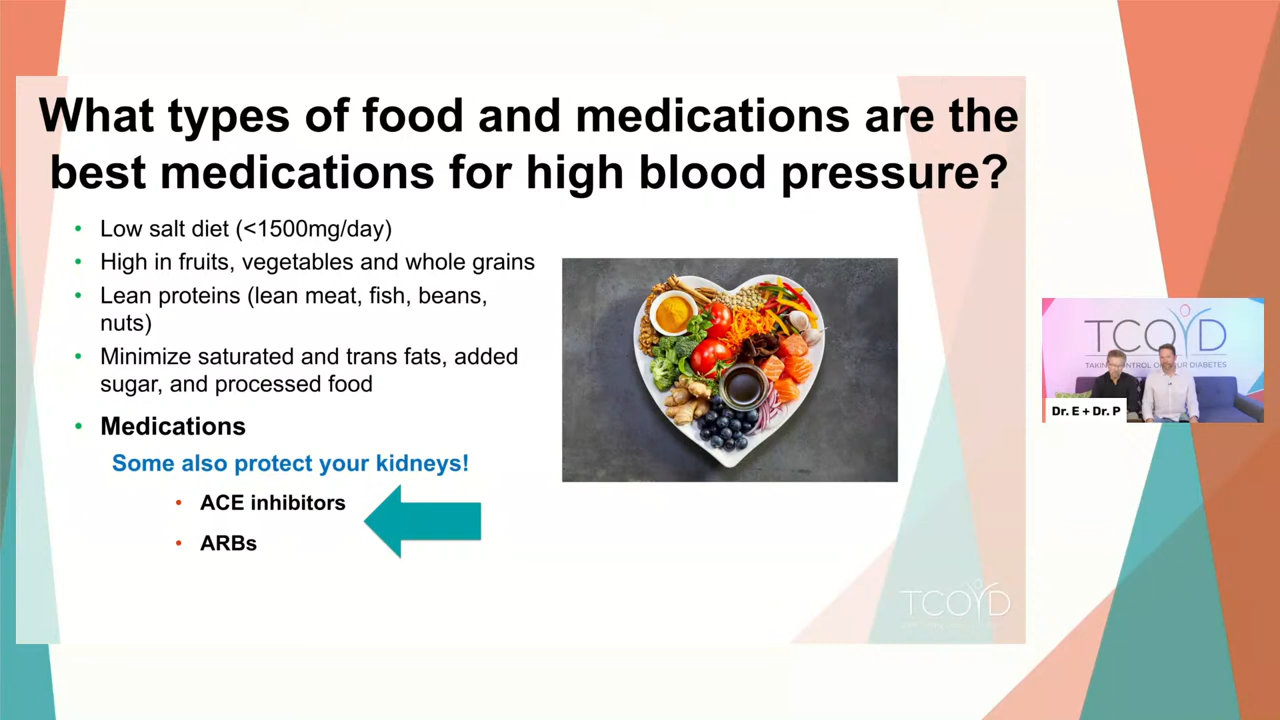 What types of food and medications are the
best medications for high blood pressure?
• Low salt diet (<1500mg/day)
• High in fruits, vegetables and whole grains
• Lean proteins (lean meat, fish, beans,
nuts)
• Minimize saturated and trans fats, added
sugar, and processed food
• Medications
Some also protect your kidneys!
• ACE inhibitors
• ARBs
TCOYD
TCOYD
TAKING CONTROL OF YOUR DIABETES
Dr. E + Dr. P